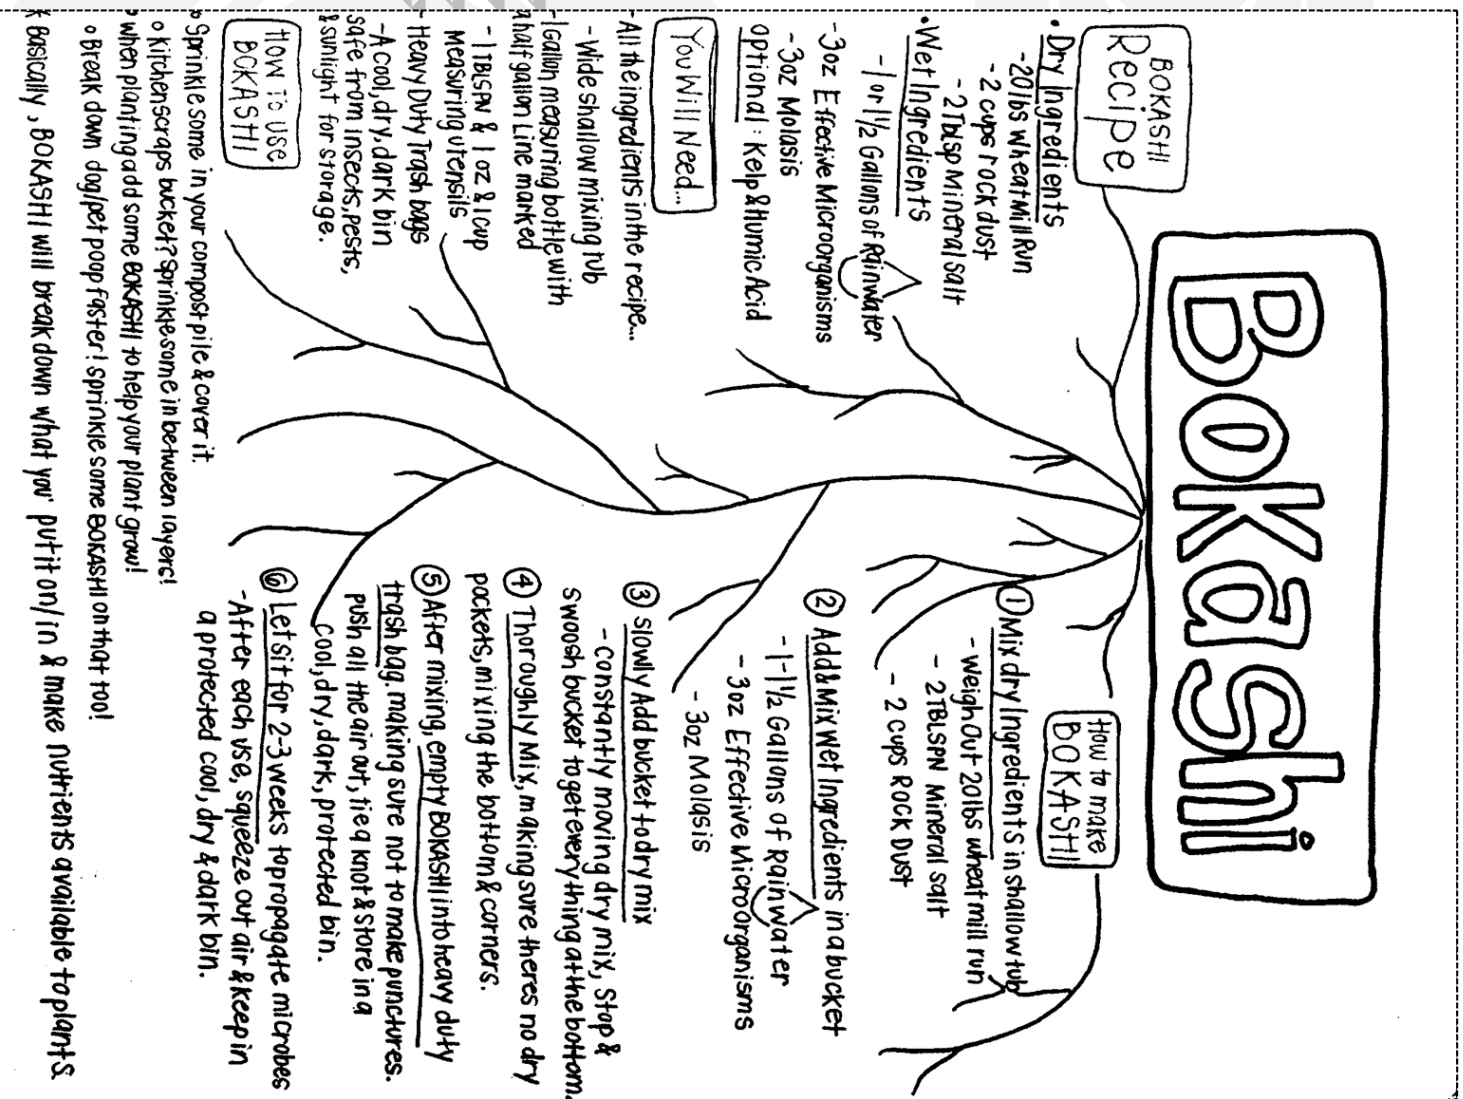 Bokashi
BOKASHI
Recipe
• Dry Ingredients
- 20lbs wheat Mill Run
- 2 cups rock dust
- 2 Tblsp Mineral salt
• Wet Ingredients
- 1 or 1 1/2 Gallons of Rainwater
- 3oz Effective Microorganisms
- 3oz Molasis
optional : Kelp & Humic Acid
You Will Need...
- All the ingredients in the recipe...
- Wide shallow mixing tub
- 1 Gallon measuring bottle with
a half gallon Line marked
- 1TBLSPN & 1 oz & 1 cup
Measuring utensils
- Heavy Duty Trash bags
- A cool, dry, dark bin
safe from insects, pests,
& sunlight for storage.
HOW TO USE
BOKASHI
o Sprinkle some in your compost pile & cover it.
o Kitchen scraps bucket? Sprinkle some in between layers!
o when planting add some BOKASHI to help your plant grow!
o Break down dog/pet poop faster! Sprinkle some BOKASHI on that too!
* Basically, BOKASHI will break down what you put it on/in & make nutrients available to plants
How to make
BOKASHI
① Mix dry Ingredients in shallow tub
- Weigh Out 20lbs wheat mill run
- 2TBLSPN Mineral salt
- 2 cups ROCK DUST
② Add & Mix Wet Ingredients in a bucket
- 1-1 1/2 Gallons of Rainwater
- 3oz Effective Microorganisms
- 3oz Molasis
③ Slowly Add bucket to dry mix
- constantly moving dry mix, Stop &
swoosh bucket to get everything at the bottom.
④ Thoroughly Mix, making sure theres no dry
pockets, mixing the bottom & corners.
⑤ After mixing, empty BOKASHI into heavy duty
trash bag. making sure not to make punctures.
push all the air out, tie a knot & store in a
cool, dry, dark, protected bin.
⑥ Let sit for 2-3 weeks to propagate microbes
- After each use, squeeze out air & keep in
a protected cool, dry & dark bin.